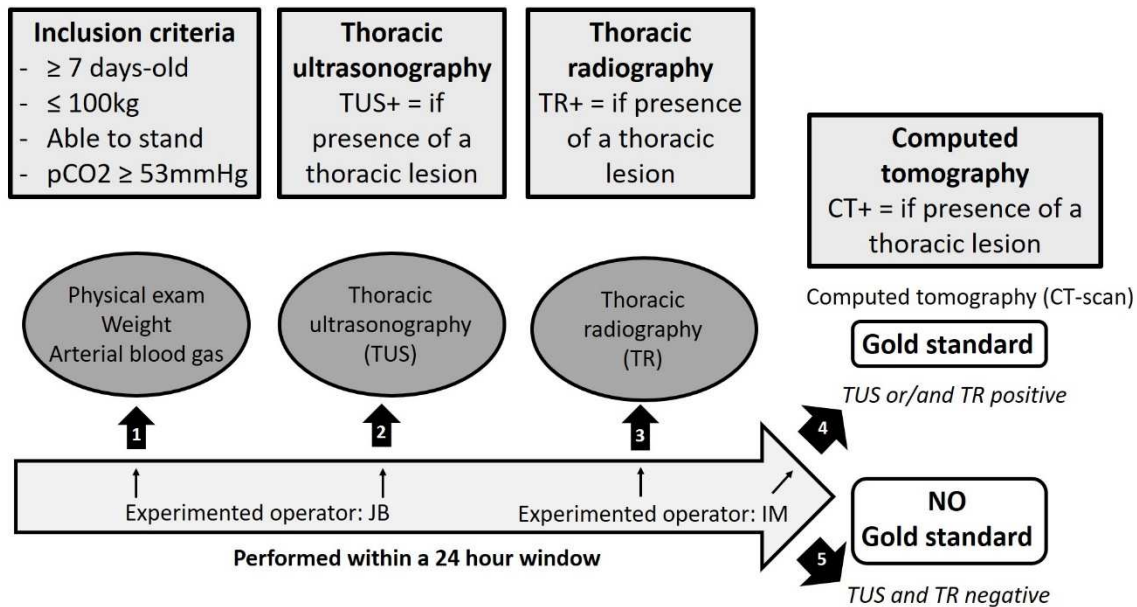 Inclusion criteria
- ≥ 7 days-old
- ≤ 100kg
- Able to stand
- pCO2 ≥ 53mmHg
Thoracic
ultrasonography
TUS+ = if
presence of a
thoracic lesion
Thoracic
radiography
TR+ = if presence
of a thoracic
lesion
Computed
tomography
CT+ = if presence of a
thoracic lesion
Physical exam
Weight
Arterial blood gas
Thoracic
ultrasonography
(TUS)
Thoracic
radiography
(TR)
Computed tomography (CT-scan)
Gold standard
TUS or/and TR positive
1
2
3
4
Experimented operator: JB
Experimented operator: IM
Performed within a 24 hour window
5
NO
Gold standard
TUS and TR negative